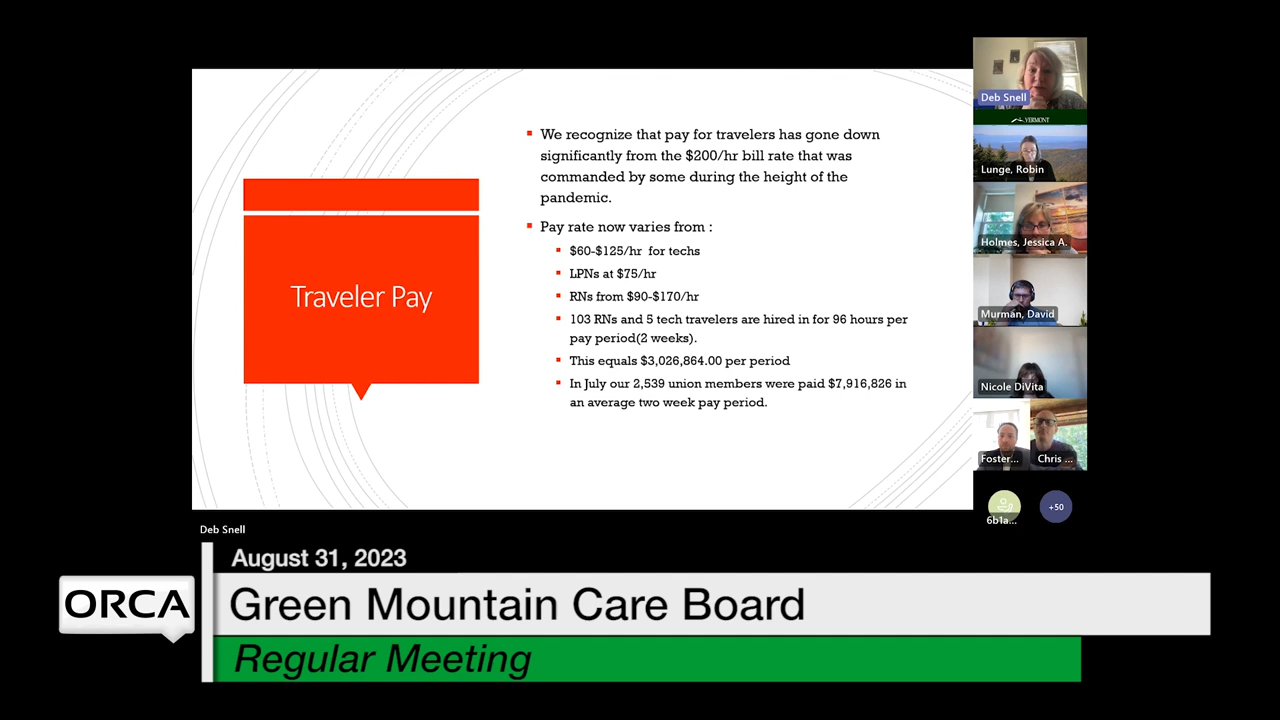 Traveler Pay
We recognize that pay for travelers has gone down
significantly from the $200/hr bill rate that was
commanded by some during the height of the
pandemic.
Pay rate now varies from :
$60-$125/hr for techs
LPNs at $75/hr
RNs from $90-$170/hr
103 RNs and 5 tech travelers are hired in for 96 hours per
pay period(2 weeks).
This equals $3,026,864.00 per period
In July our 2,539 union members were paid $7,916,826 in
an average two week pay period.
Deb Snell
VERMONT
Lunge, Robin
Holmes, Jessica A.
Murman, David
Nicole DiVita
Foster...
Chris ...
6b1a...
+50
Deb Snell
August 31, 2023
ORCA
Green Mountain Care Board
Regular Meeting